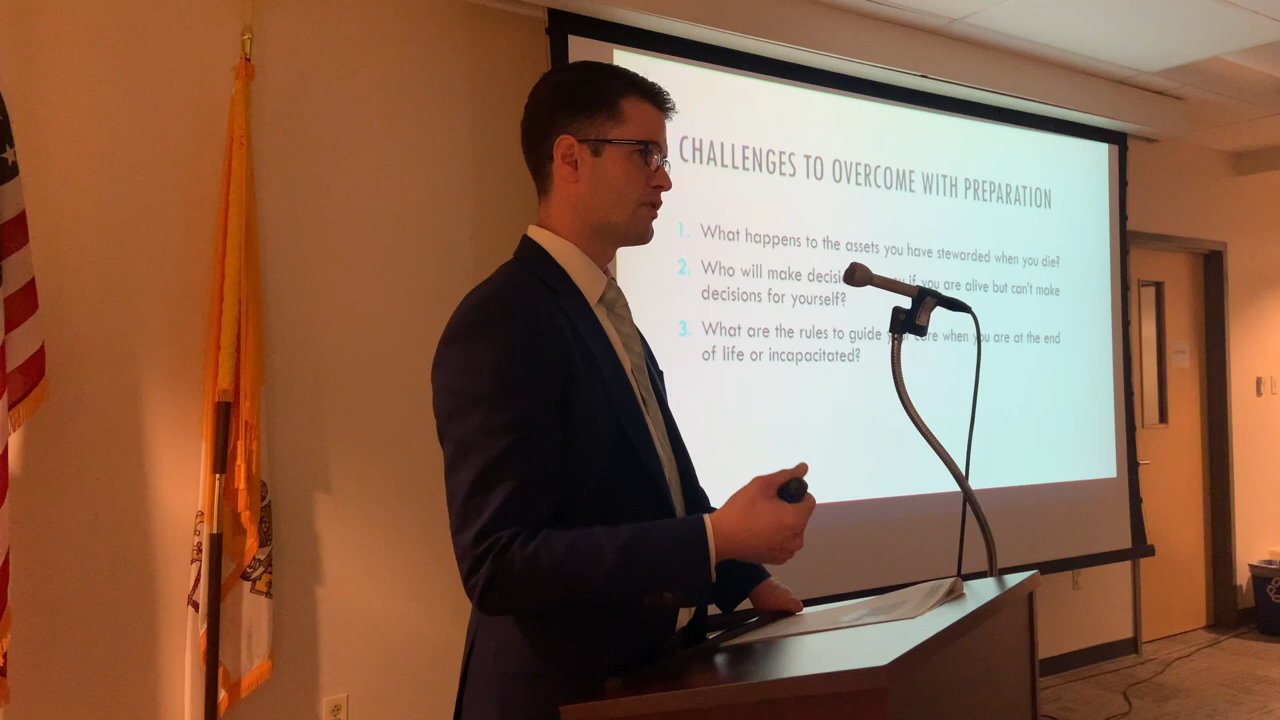 CHALLENGES TO OVERCOME WITH PREPARATION
1. What happens to the assets you have stewarded when you die?
2. Who will make decisi if you are alive but can't make
decisions for yourself?
3. What are the rules to guide your care when you are at the end
of life or incapacitated?